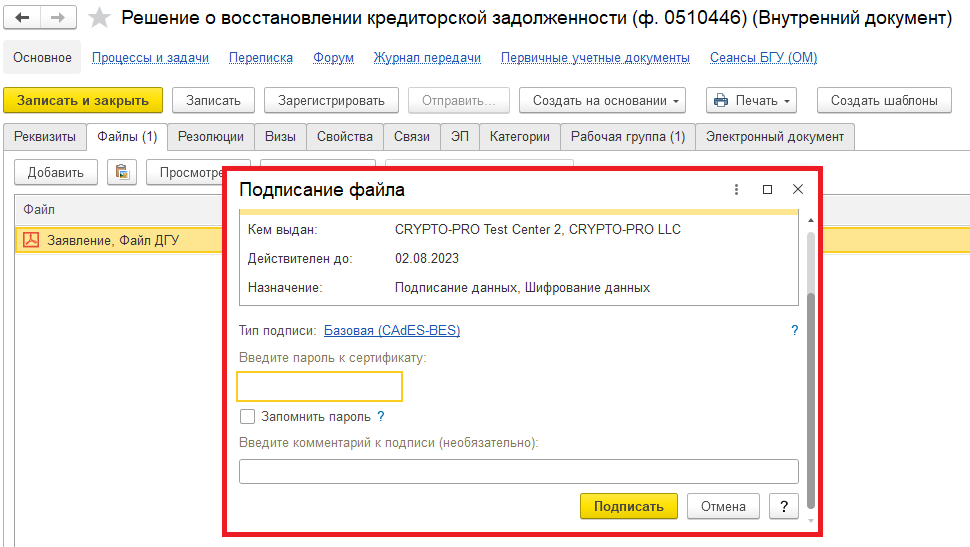 Решение о восстановлении кредиторской задолженности (ф. 0510446) (Внутренний документ)
Основное Процессы и задачи Переписка Форум Журнал передачи Первичные учетные документы Сеансы БГУ (ОМ)
Записать и закрыть Записать Зарегистрировать Отправить... Создать на основании Печать Создать шаблоны
Реквизиты Файлы (1) Резолюции Визы Свойства Связи ЭП Категории Рабочая группа (1) Электронный документ
Добавить Просмотре
Файл
Заявление, Файл ДГУ
Подписание файла
Кем выдан: CRYPTO-PRO Test Center 2, CRYPTO-PRO LLC
Действителен до: 02.08.2023
Назначение: Подписание данных, Шифрование данных
Тип подписи: Базовая (CAdES-BES) ?
Введите пароль к сертификату:
Запомнить пароль ?
Введите комментарий к подписи (необязательно):
Подписать Отмена ?